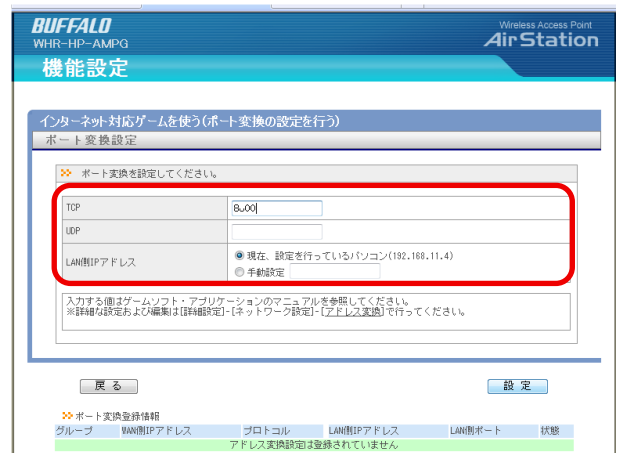 BUFFALO
WHR-HP-AMPG
Wireless Access Point
AirStation
機能設定
インターネット対応ゲームを使う(ポート変換の設定を行う)
ポート変換設定
ポート変換を設定してください。
TCP
UDP
LAN側IPアドレス
現在、設定を行っているパソコン(192.168.11.4)
手動設定
入力する値はゲームソフト・アプリケーションのマニュアルを参照してください。
※詳細な設定および編集は[詳細設定]-[ネットワーク設定]-[アドレス変換]で行ってください。
戻る
設定
ポート変換登録情報
グループ WAN側IPアドレス プロトコル LAN側IPアドレス LAN側ポート 状態
アドレス変換設定は登録されていません